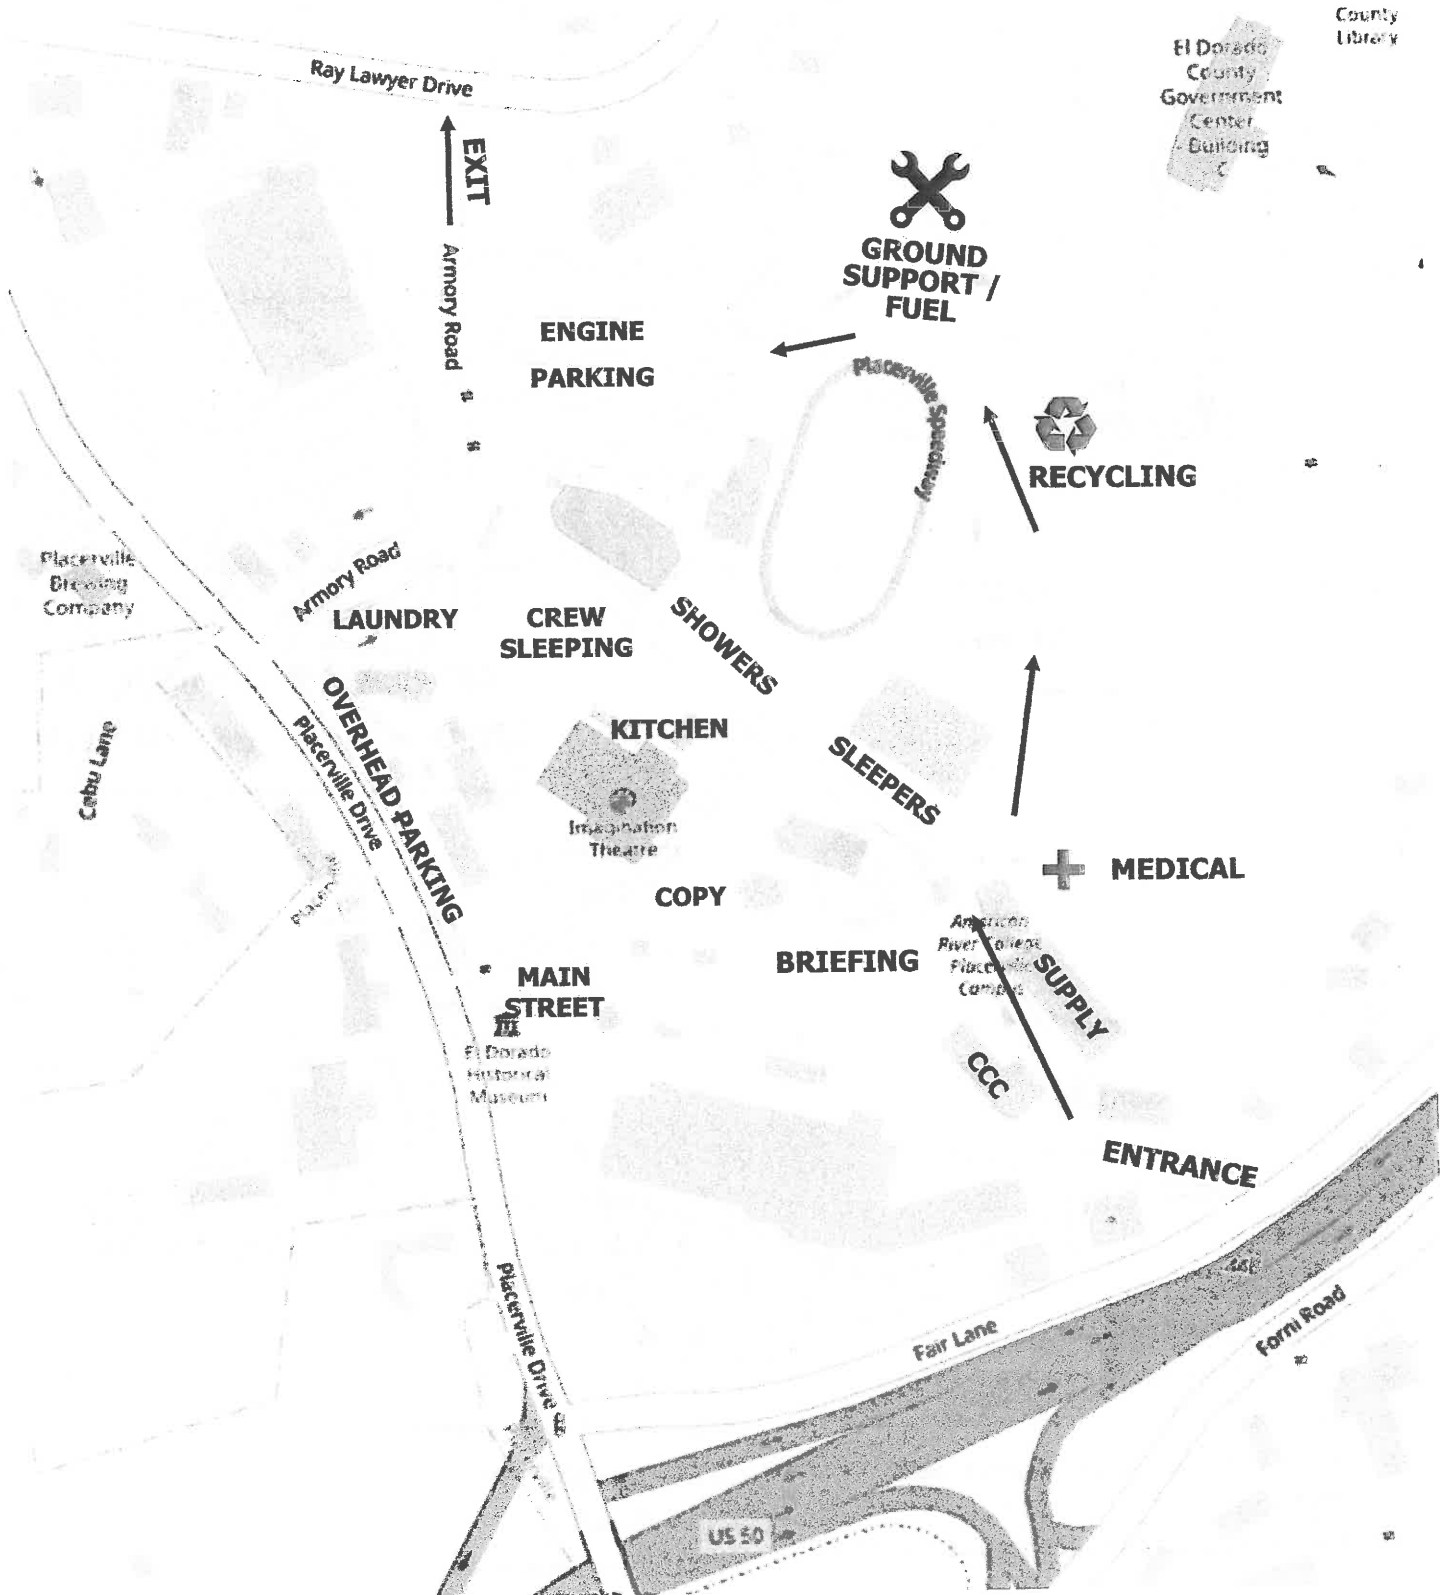 County
Library
El Dorado
County
Government
Center
- Building
C
Ray Lawyer Drive
EXIT
Armory Road
GROUND
SUPPORT /
FUEL
ENGINE
PARKING
Placerville Speedway
RECYCLING
Placerville
Brewing
Company
Armory Road
LAUNDRY
CREW
SLEEPING
SHOWERS
OVERHEAD PARKING
Placerville Drive
Cebu Lane
KITCHEN
SLEEPERS
Imagination
Theatre
MEDICAL
COPY
American
River College
Placerville
Campus
BRIEFING
SUPPLY
MAIN
STREET
El Dorado
Historical
Museum
CCC
ENTRANCE
Placerville Drive
Fair Lane
Forni Road
US 50